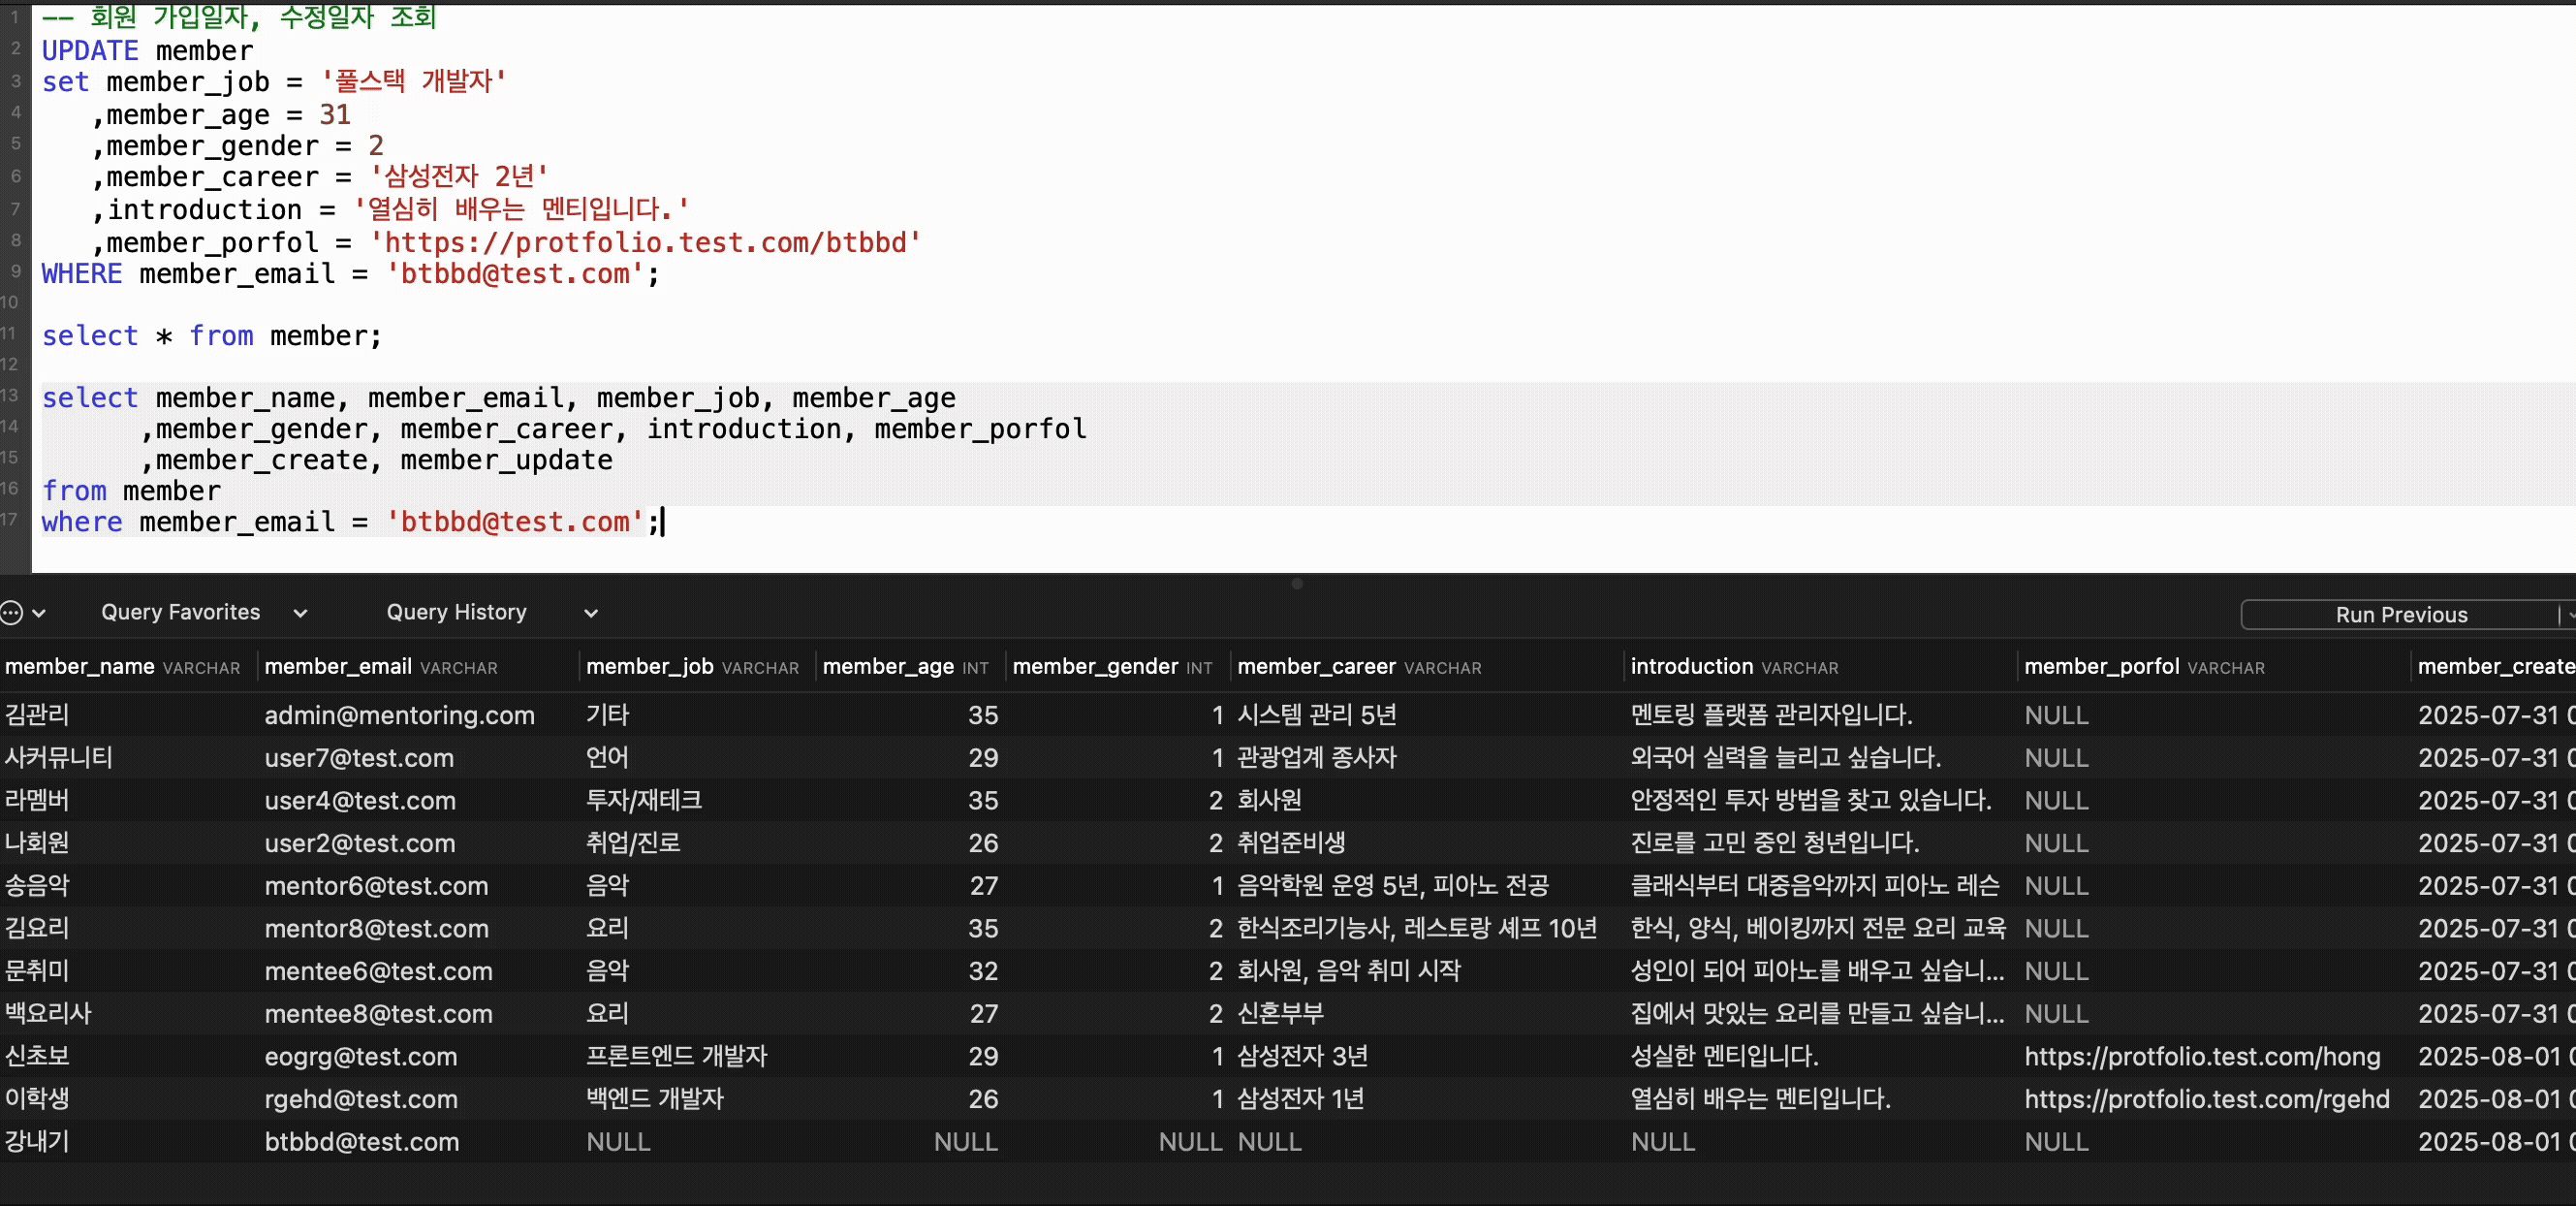 1 -- 회원 가입일자, 수정일자 조회
2 UPDATE member
3 set member_job = '풀스택 개발자'
4 ,member_age = 31
5 ,member_gender = 2
6 ,member_career = '삼성전자 2년'
7 ,introduction = '열심히 배우는 멘티입니다.'
8 ,member_porfol = 'https://protfolio.test.com/btbbd'
9 WHERE member_email = 'btbbd@test.com';
10
11 select * from member;
12
13 select member_name, member_email, member_job, member_age
14 ,member_gender, member_career, introduction, member_porfol
15 ,member_create, member_update
16 from member
17 where member_email = 'btbbd@test.com';
Query Favorites Query History Run Previous
member_name VARCHAR member_email VARCHAR member_job VARCHAR member_age INT member_gender INT member_career VARCHAR introduction VARCHAR member_porfol VARCHAR member_create
김관리 admin@mentoring.com 기타 35 1 시스템 관리 5년 멘토링 플랫폼 관리자입니다. NULL 2025-07-31 0
사커뮤니티 user7@test.com 언어 29 1 관광업계 종사자 외국어 실력을 늘리고 싶습니다. NULL 2025-07-31 0
라멤버 user4@test.com 투자/재테크 35 2 회사원 안정적인 투자 방법을 찾고 있습니다. NULL 2025-07-31 0
나회원 user2@test.com 취업/진로 26 2 취업준비생 진로를 고민 중인 청년입니다. NULL 2025-07-31 0
송음악 mentor6@test.com 음악 27 1 음악학원 운영 5년, 피아노 전공 클래식부터 대중음악까지 피아노 레슨 NULL 2025-07-31 0
김요리 mentor8@test.com 요리 35 2 한식조리기능사, 레스토랑 셰프 10년 한식, 양식, 베이킹까지 전문 요리 교육 NULL 2025-07-31 0
문취미 mentee6@test.com 음악 32 2 회사원, 음악 취미 시작 성인이 되어 피아노를 배우고 싶습니... NULL 2025-07-31 0
백요리사 mentee8@test.com 요리 27 2 신혼부부 집에서 맛있는 요리를 만들고 싶습니... NULL 2025-07-31 0
신초보 eogrg@test.com 프론트엔드 개발자 29 1 삼성전자 3년 성실한 멘티입니다. https://protfolio.test.com/hong 2025-08-01 0
이학생 rgehd@test.com 백엔드 개발자 26 1 삼성전자 1년 열심히 배우는 멘티입니다. https://protfolio.test.com/rgehd 2025-08-01 0
강내기 btbbd@test.com NULL NULL NULL NULL NULL NULL 2025-08-01 0